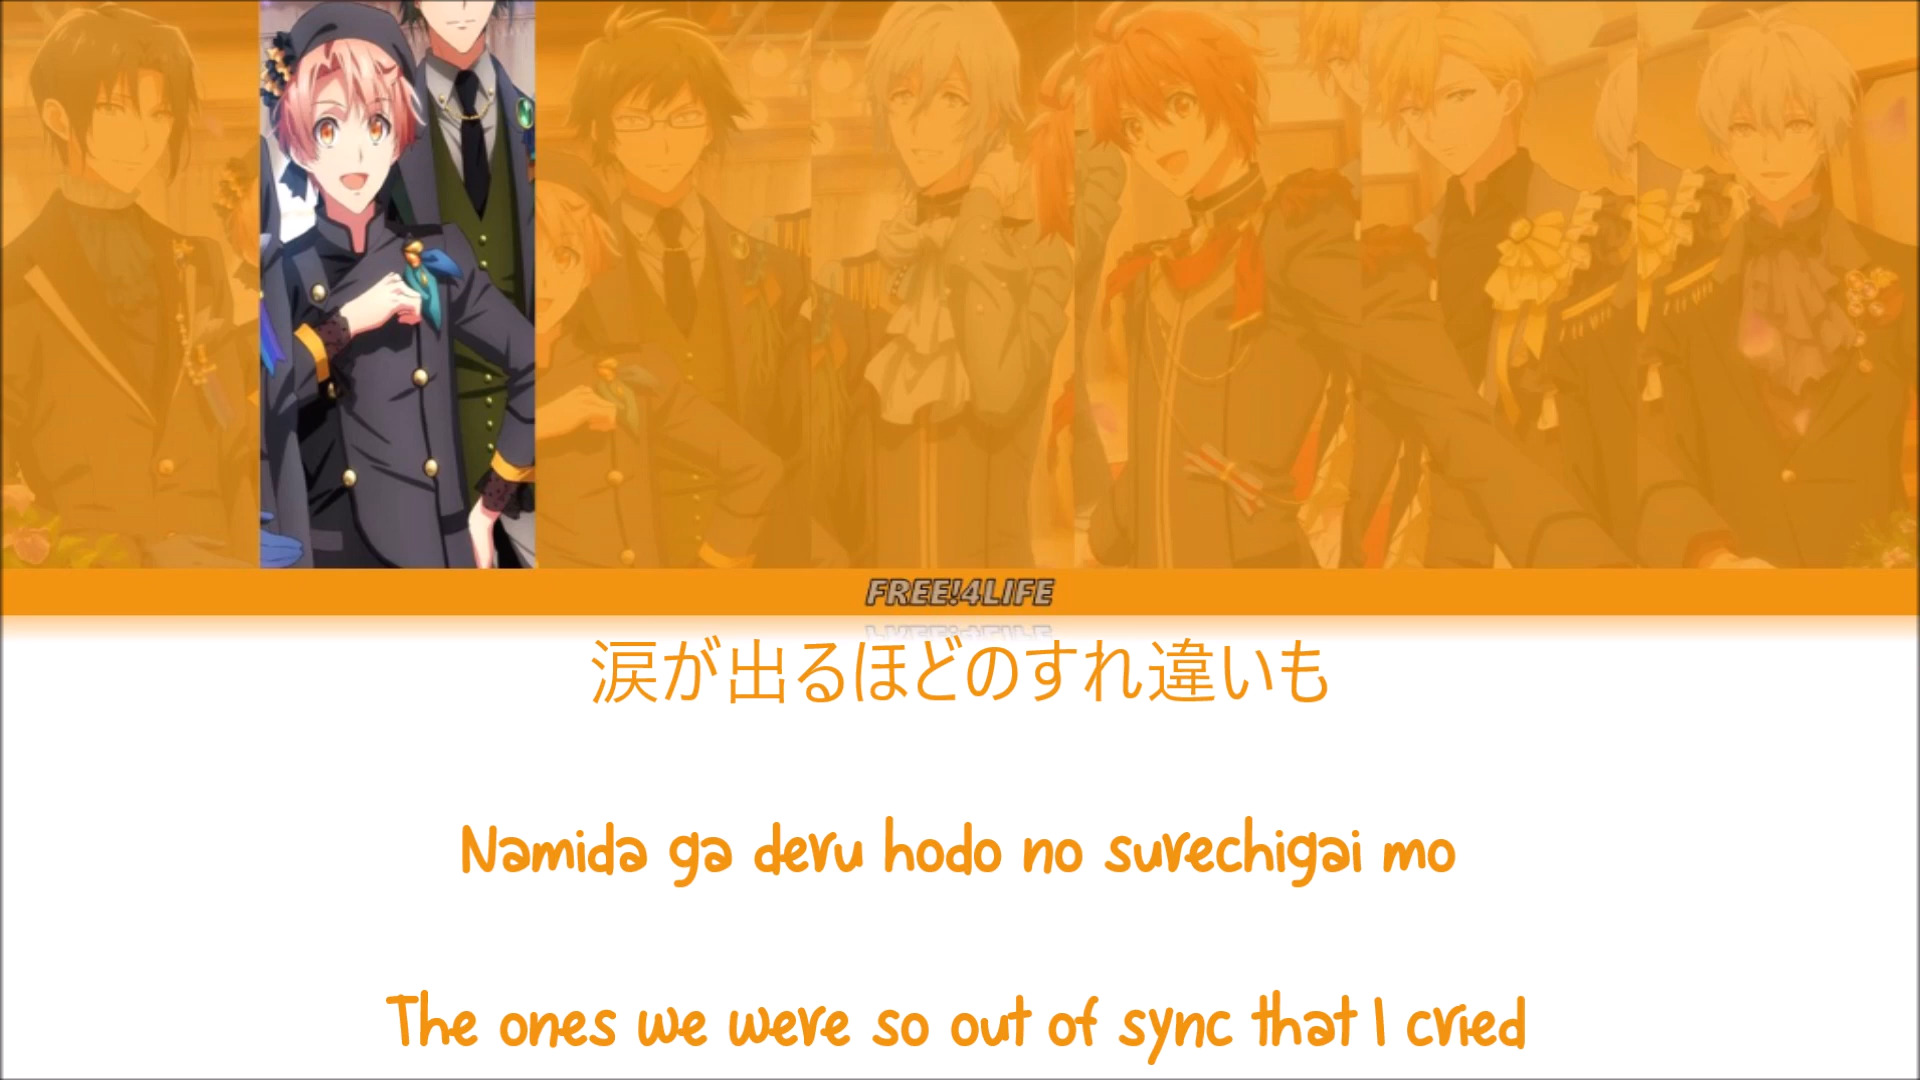 FREE!4LIFE
涙が出るほどのすれ違いも
Namida ga deru hodo no surechigai mo
The ones we were so out of sync that I cried